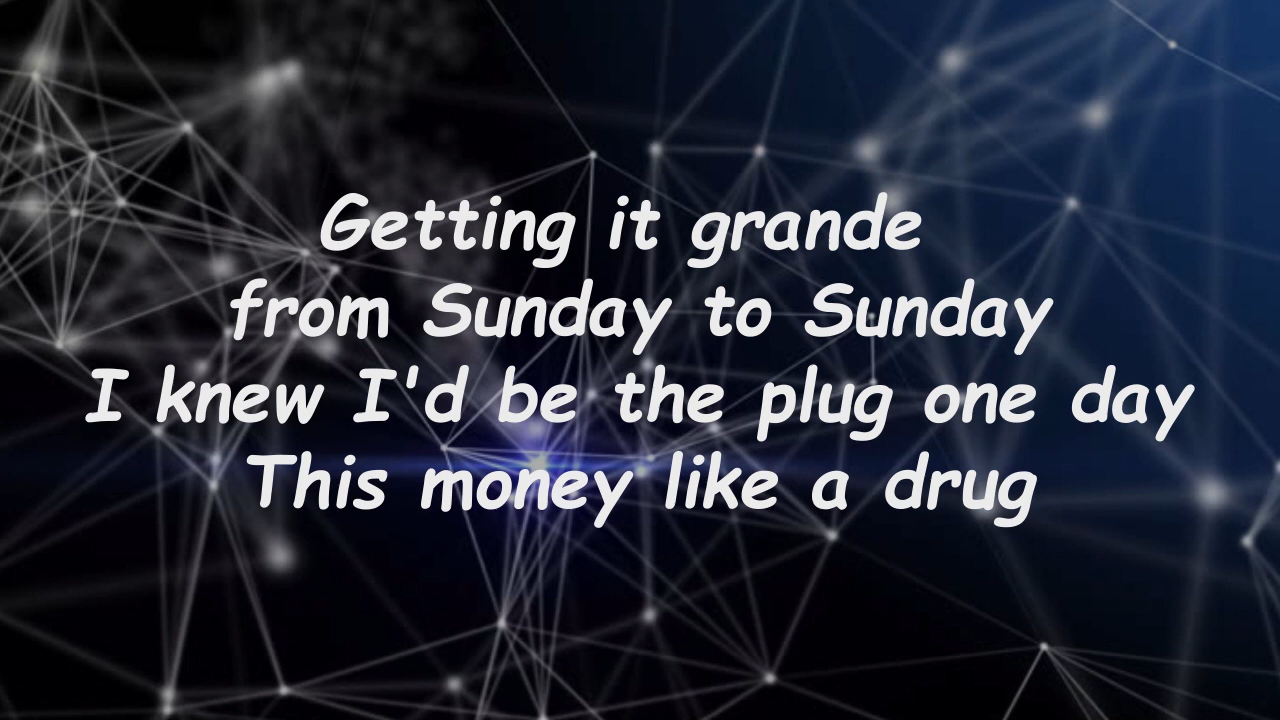 Getting it grande
from Sunday to Sunday
I knew I'd be the plug one day
This money like a drug